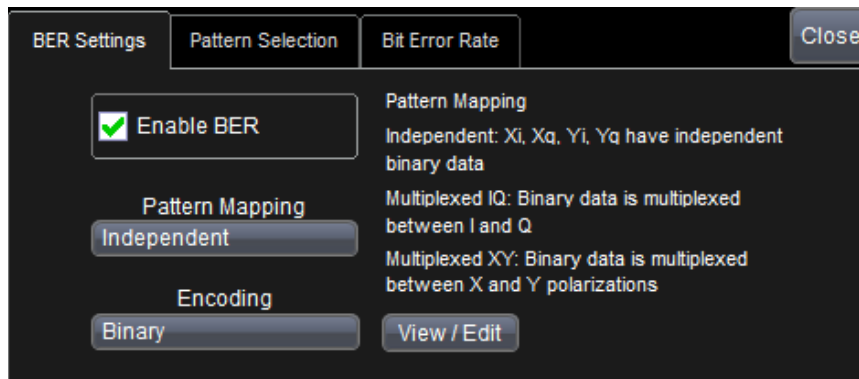 BER Settings
Pattern Selection
Bit Error Rate
Close
Enable BER
Pattern Mapping
Independent
Encoding
Binary
Pattern Mapping
Independent: Xi, Xq, Yi, Yq have independent
binary data
Multiplexed IQ: Binary data is multiplexed
between I and Q
Multiplexed XY: Binary data is multiplexed
between X and Y polarizations
View / Edit